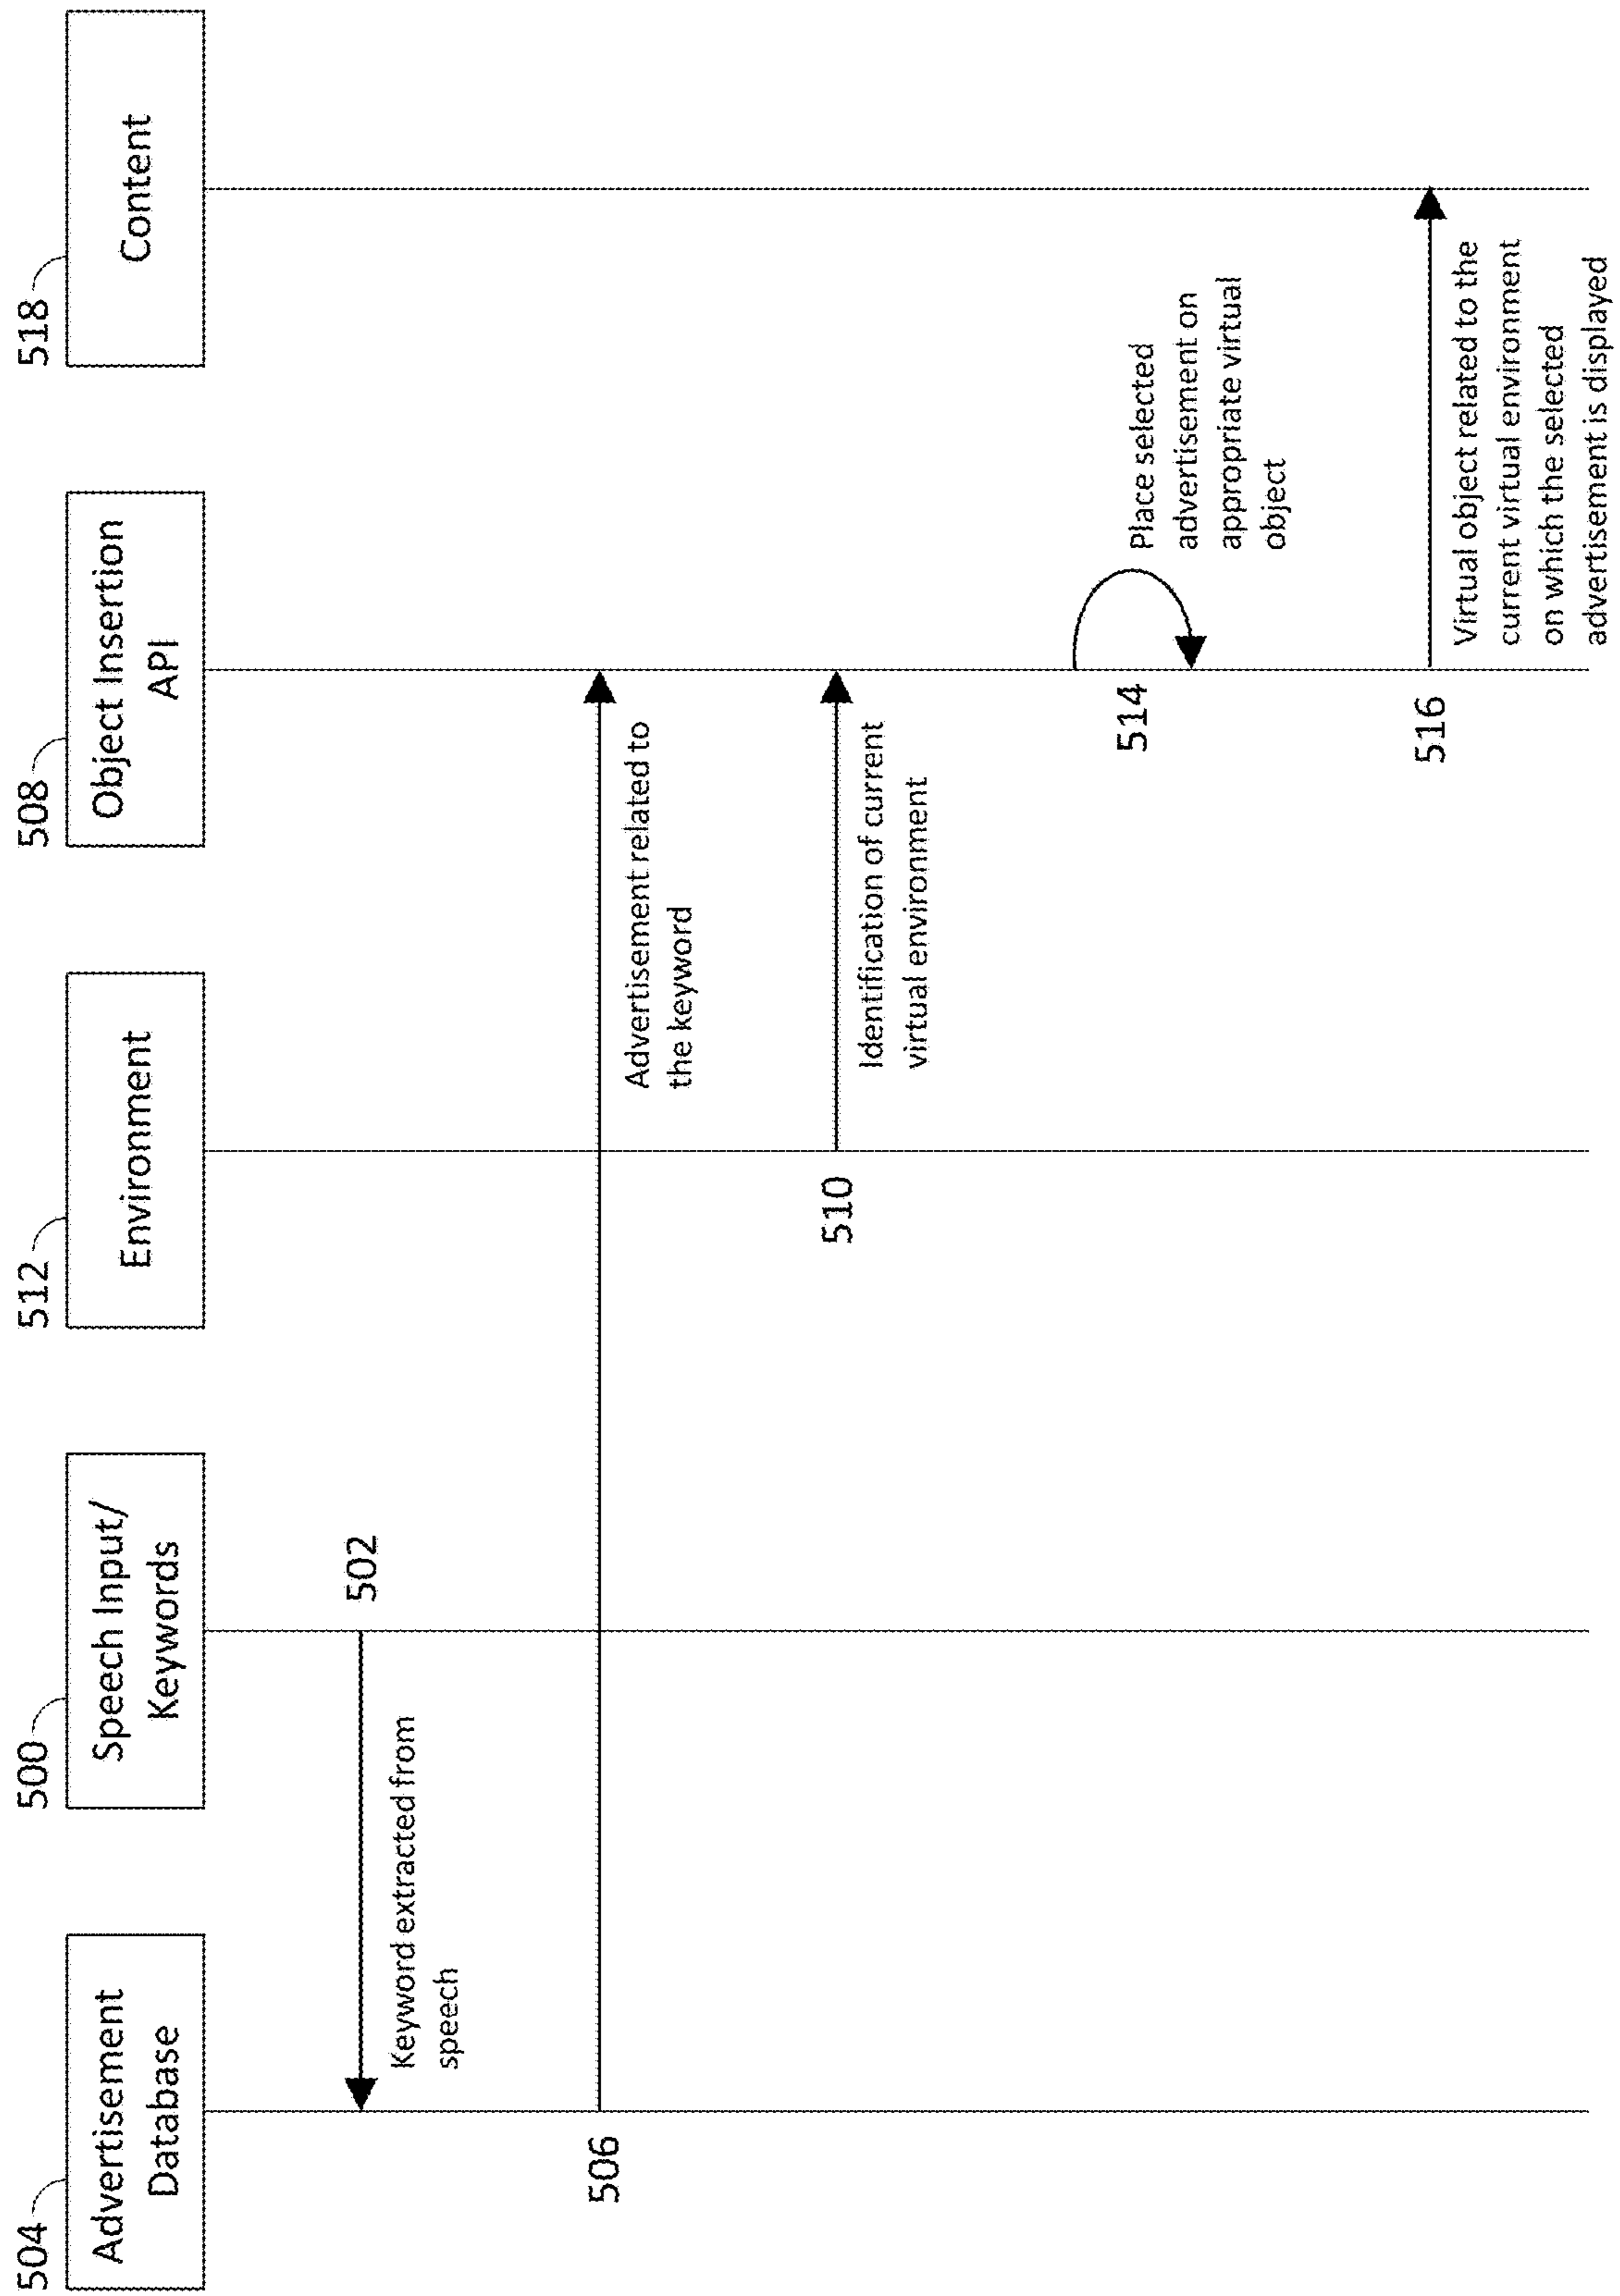 504
Advertisement
Database
500
Speech Input/
Keywords
512
Environment
508
Object Insertion
API
518
Content
502
Keyword extracted from
speech
506
Advertisement related to
the keyword
510
Identification of current
virtual environment
514
Place selected
advertisement on
appropriate virtual
object
516
Virtual object related to the
current virtual environment
on which the selected
advertisement is displayed